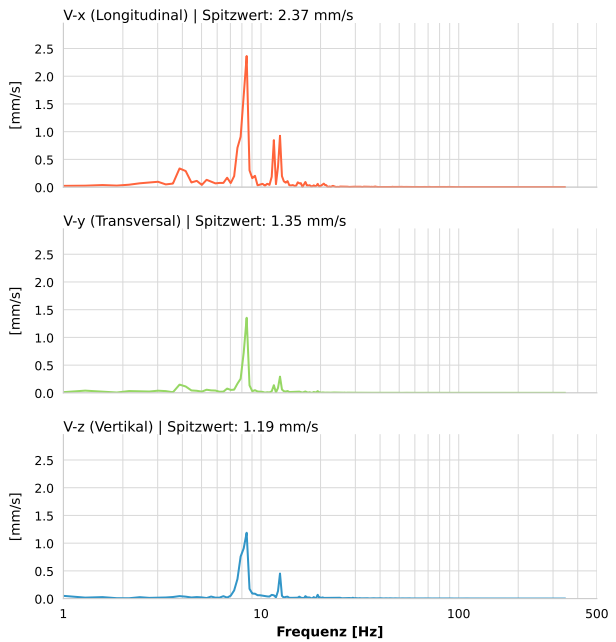 V-x (Longitudinal) | Spitzwert: 2.37 mm/s
[mm/s]
2.5
2.0
1.5
1.0
0.5
0.0
V-y (Transversal) | Spitzwert: 1.35 mm/s
[mm/s]
2.5
2.0
1.5
1.0
0.5
0.0
V-z (Vertikal) | Spitzwert: 1.19 mm/s
[mm/s]
2.5
2.0
1.5
1.0
0.5
0.0
1 10 100 500
Frequenz [Hz]